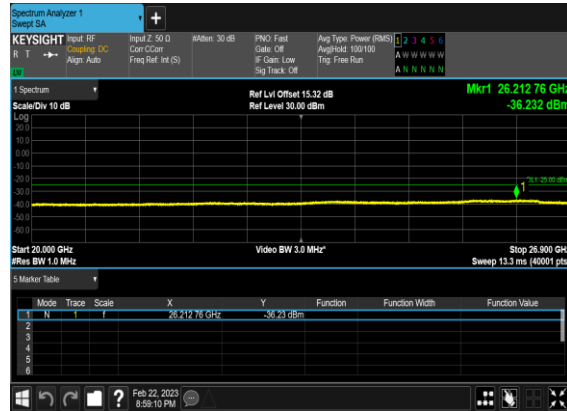 Spectrum Analyzer 1
Swept SA
KEYSIGHT Input: RF Input Z: 50 Ω #Atten: 30 dB PNO: Fast Avg Type: Power (RMS) 1 2 3 4 5 6
R T Coupling: DC Corr CCorr Gate: Off Avg|Hold: 100/100 A W W W W W
Align: Auto Freq Ref: Int (S) IF Gain: Low Trig: Free Run
Sig Track: Off A N N N N N
1 Spectrum Ref Lvl Offset 15.32 dB Mkr1 26.212 76 GHz
Scale/Div 10 dB Ref Level 30.00 dBm -36.232 dBm
Log
20.0
10.0
0.00
-10.0
-20.0
DL1 -25.00 dBm
1
-30.0
-40.0
-50.0
-60.0
Start 20.000 GHz Video BW 3.0 MHz* Stop 26.900 GHz
#Res BW 1.0 MHz Sweep 13.3 ms (40001 pts)
5 Marker Table
Mode Trace Scale X Y Function Function Width Function Value
1 N 1 f 26.212 76 GHz -36.23 dBm
2
3
4
5
6
? Feb 22, 2023
8:59:10 PM